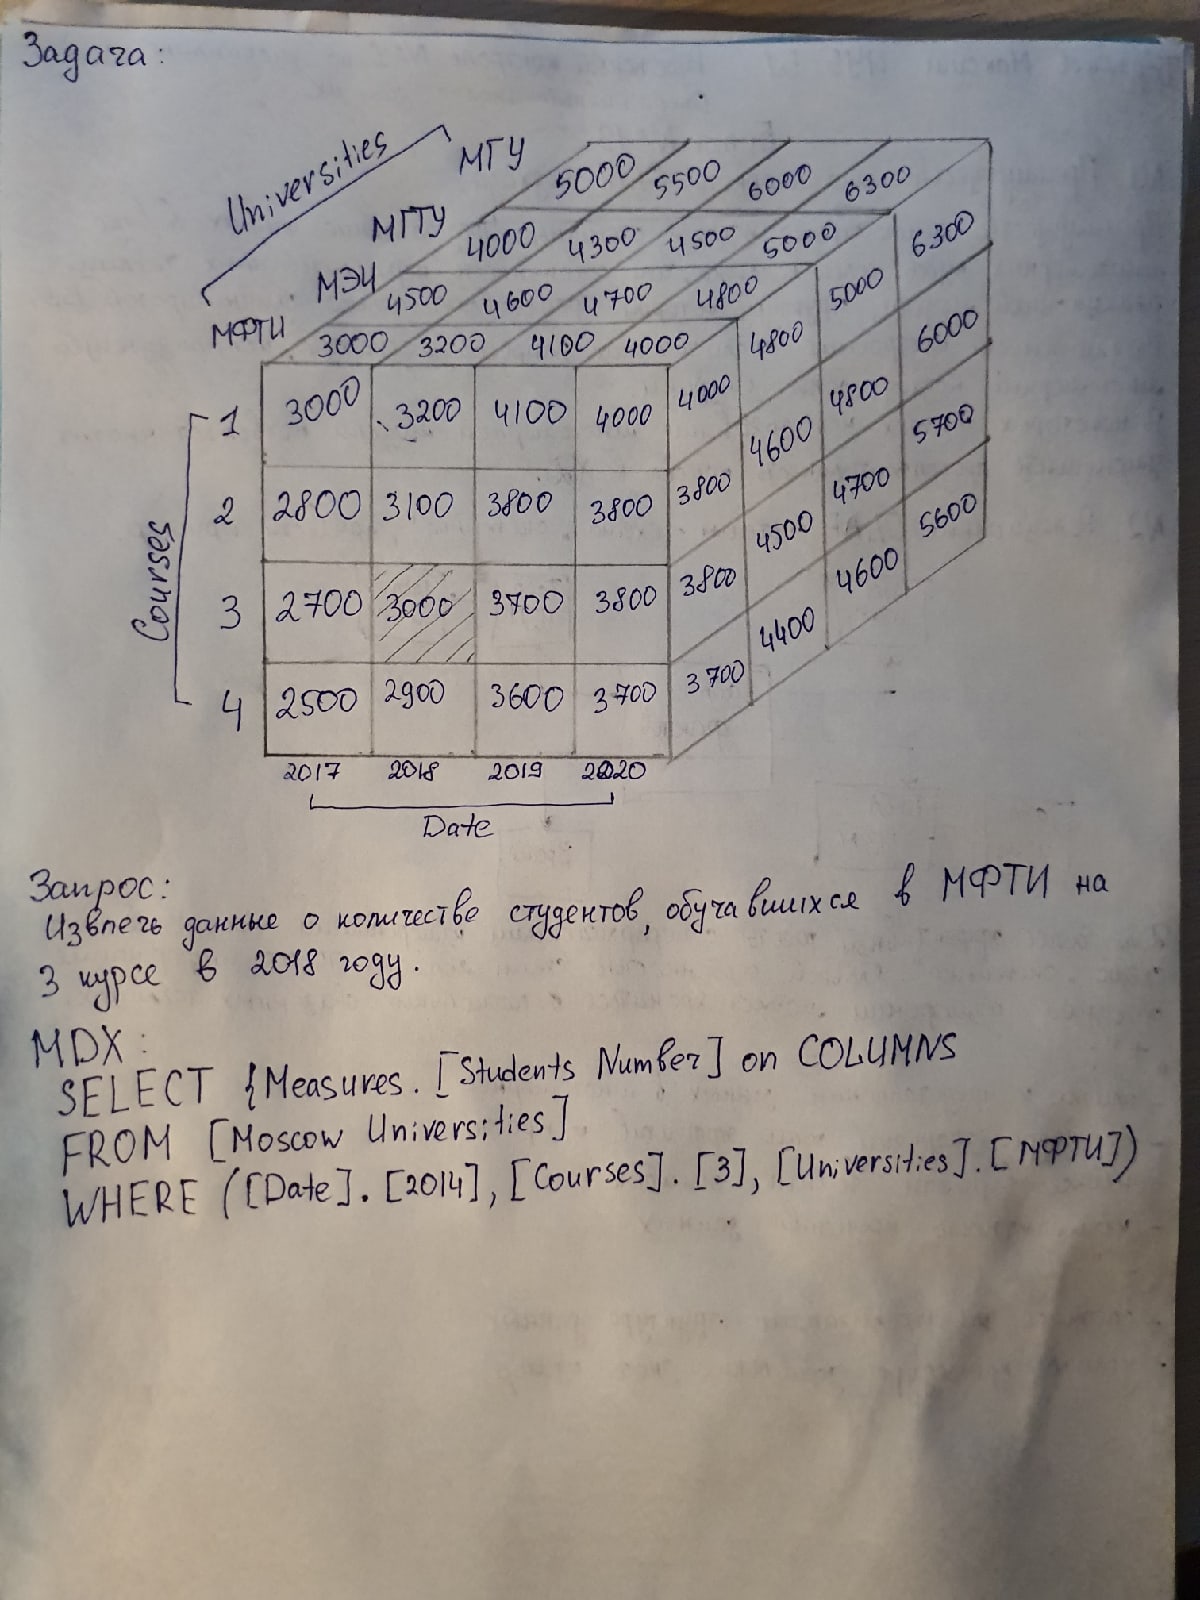 Задача:
Universities
МГУ
5000 5500 6000 6300
МГТУ
4000 4300 4500 5000
МЭИ
4500 4600 4700 4800
МФТИ
3000 3200 4100 4000
Courses
1 3000 3200 4100 4000 4000 4800 5000 6300
2 2800 3100 3800 3800 3800 4600 4800 6000
3 2700 3000 3700 3800 3800 4500 4700 5700
4 2500 2900 3600 3700 3700 4400 4600 5600
2017 2018 2019 2020
Date
Запрос:
Извлечь данные о количестве студентов, обучавшихся в МФТИ на
3 курсе в 2018 году.
MDX:
SELECT {Measures. [Students Number] on COLUMNS
FROM [Moscow Universities]
WHERE ([Date]. [2014], [Courses]. [3], [Universities]. [МФТИ])